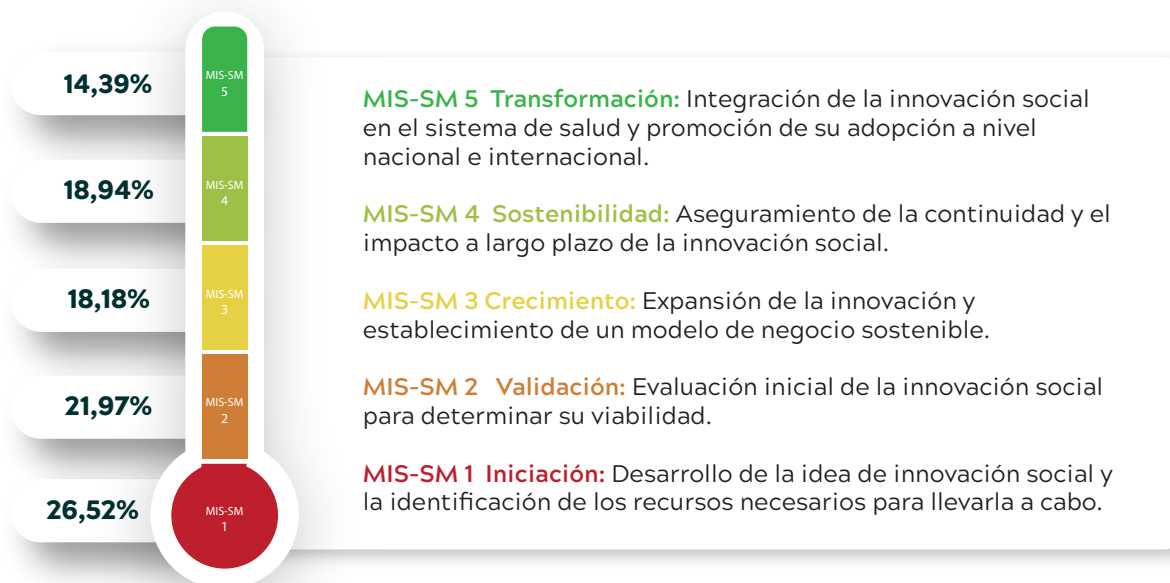 14,39%
MIS-SM
5
MIS-SM 5 Transformación: Integración de la innovación social
en el sistema de salud y promoción de su adopción a nivel
nacional e internacional.
18,94%
MIS-SM
4
MIS-SM 4 Sostenibilidad: Aseguramiento de la continuidad y el
impacto a largo plazo de la innovación social.
18,18%
MIS-SM
3
MIS-SM 3 Crecimiento: Expansión de la innovación y
establecimiento de un modelo de negocio sostenible.
21,97%
MIS-SM
2
MIS-SM 2 Validación: Evaluación inicial de la innovación social
para determinar su viabilidad.
26,52%
MIS-SM
1
MIS-SM 1 Iniciación: Desarrollo de la idea de innovación social y
la identificación de los recursos necesarios para llevarla a cabo.